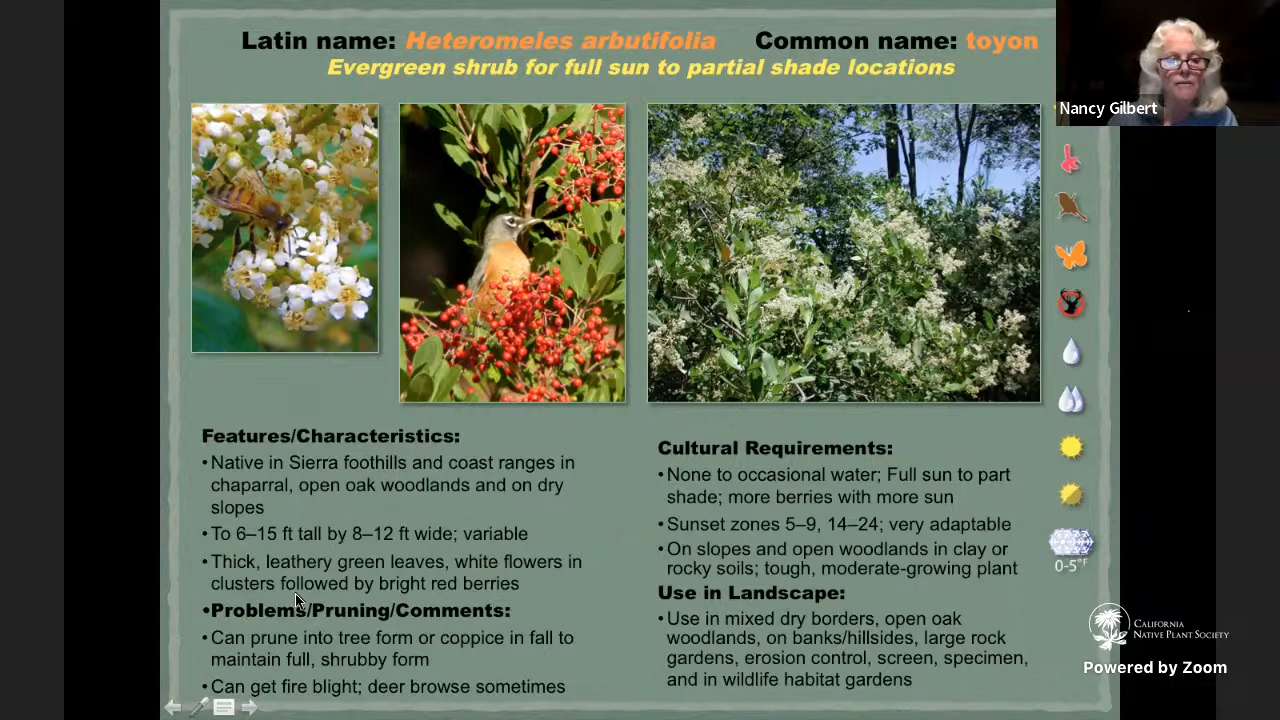 Latin name: Heteromeles arbutifolia Common name: toyon
Evergreen shrub for full sun to partial shade locations
Nancy Gilbert
Features/Characteristics:
•Native in Sierra foothills and coast ranges in
chaparral, open oak woodlands and on dry
slopes
•To 6–15 ft tall by 8–12 ft wide; variable
•Thick, leathery green leaves, white flowers in
clusters followed by bright red berries
•Problems/Pruning/Comments:
•Can prune into tree form or coppice in fall to
maintain full, shrubby form
•Can get fire blight; deer browse sometimes
Cultural Requirements:
•None to occasional water; Full sun to part
shade; more berries with more sun
•Sunset zones 5–9, 14–24; very adaptable
•On slopes and open woodlands in clay or
rocky soils; tough, moderate-growing plant
Use in Landscape:
•Use in mixed dry borders, open oak
woodlands, on banks/hillsides, large rock
gardens, erosion control, screen, specimen,
and in wildlife habitat gardens
0-5°F
CALIFORNIA
NATIVE PLANT SOCIETY
Powered by Zoom